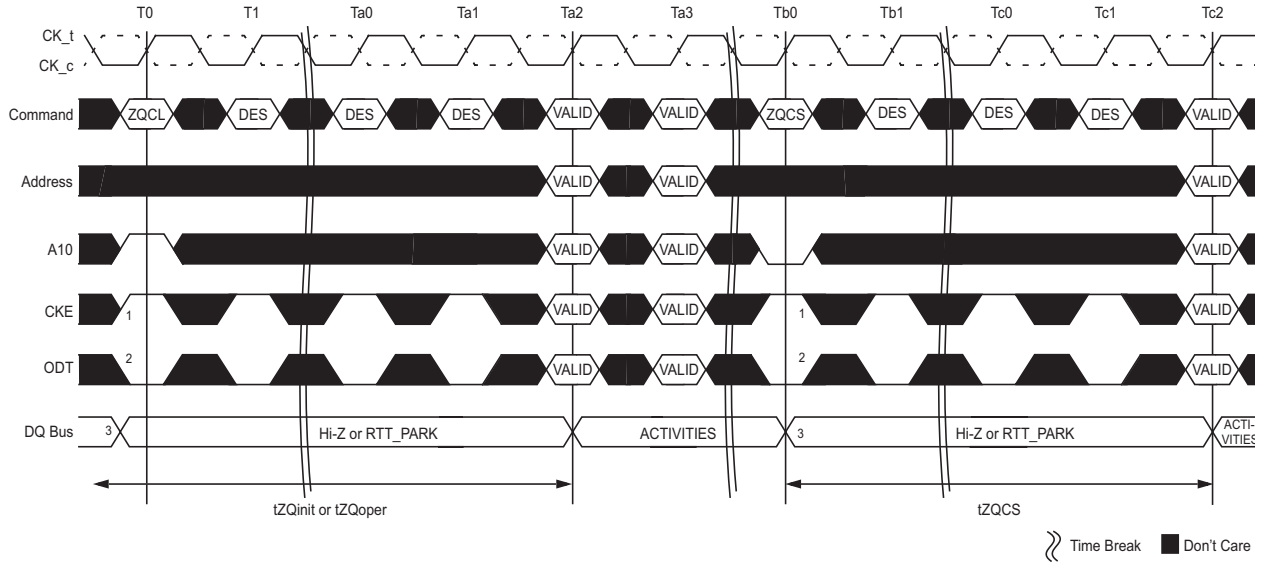 T0 T1 Ta0 Ta1 Ta2 Ta3 Tb0 Tb1 Tc0 Tc1 Tc2
CK_t
CK_c
Command ZQCL DES DES DES VALID VALID ZQCS DES DES DES VALID
Address VALID VALID VALID
A10 VALID VALID VALID
CKE 1 VALID VALID 1 VALID
ODT 2 VALID VALID 2 VALID
DQ Bus 3 Hi-Z or RTT_PARK ACTIVITIES 3 Hi-Z or RTT_PARK ACTI-
VITIES
tZQinit or tZQoper tZQCS
Time Break Don't Care